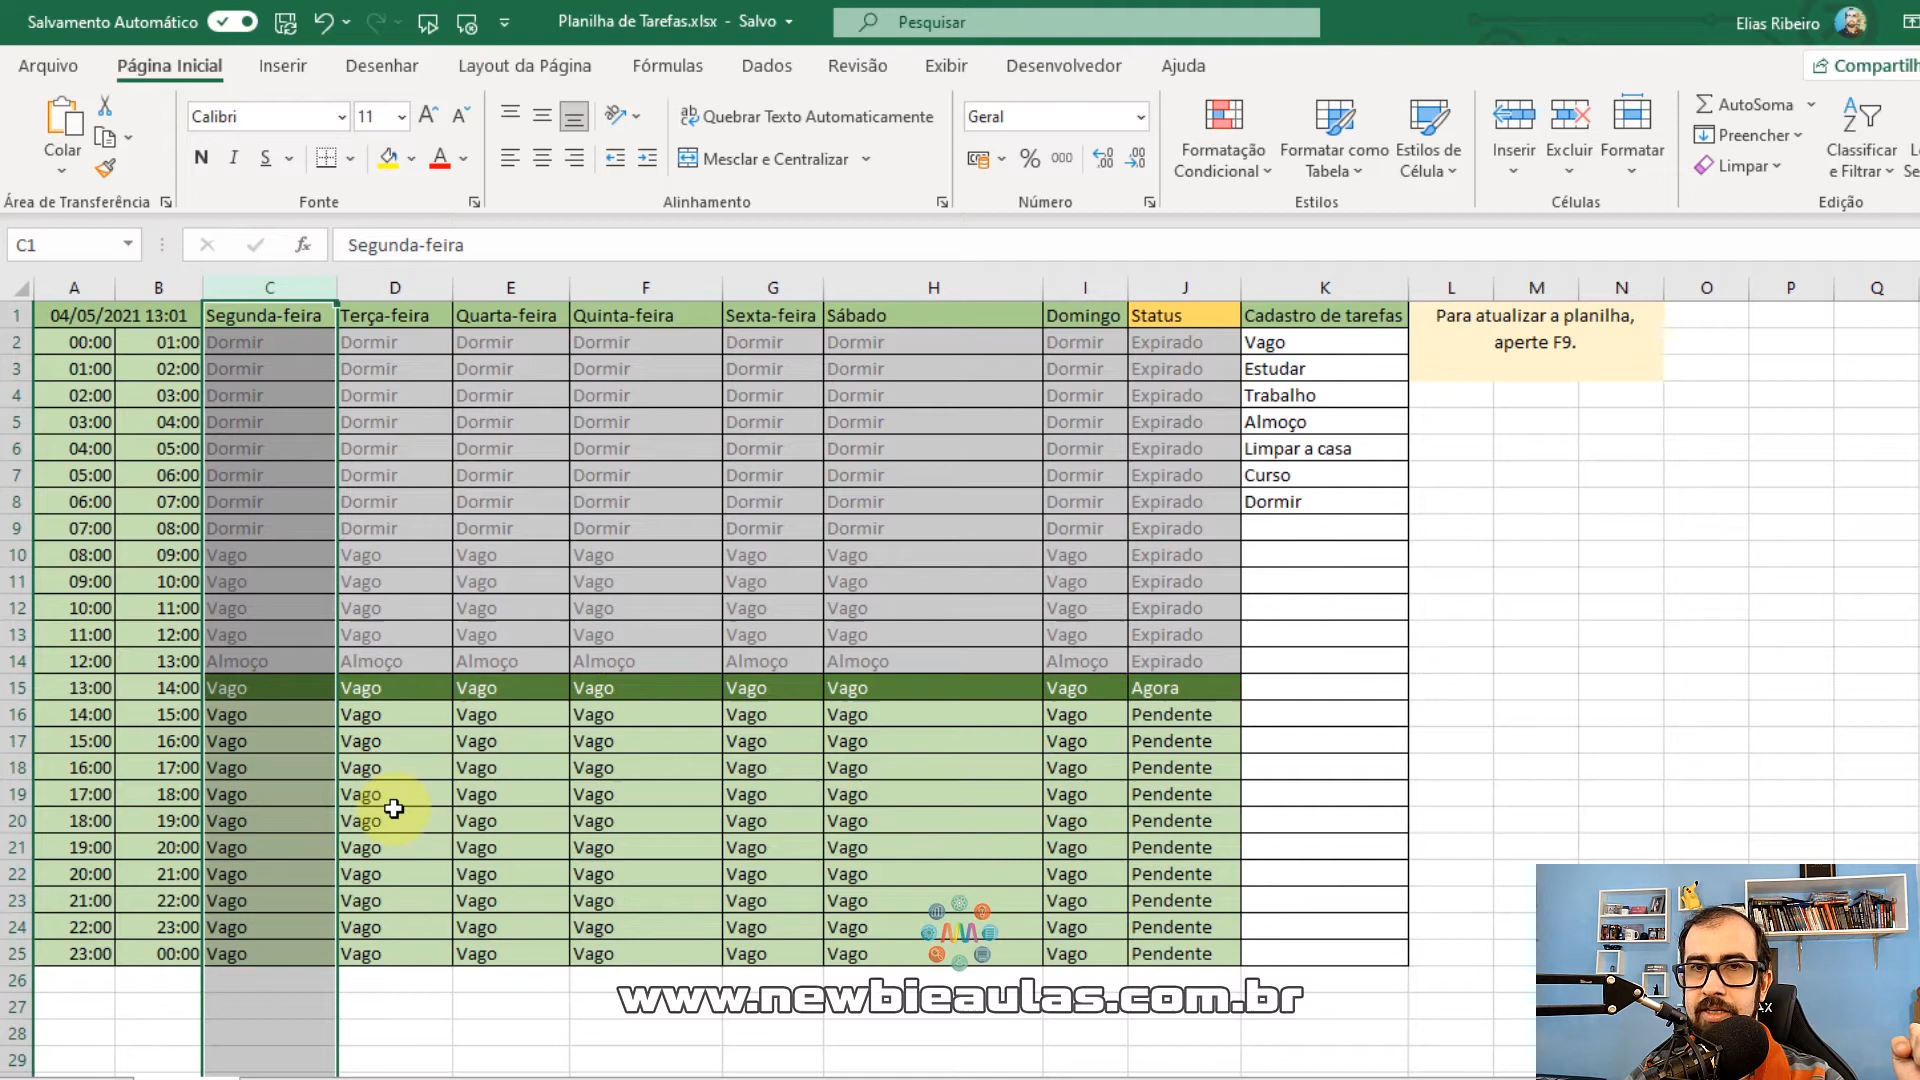 Salvamento Automático
Planilha de Tarefas.xlsx - Salvo
Pesquisar
Elias Ribeiro
Arquivo Página Inicial Inserir Desenhar Layout da Página Fórmulas Dados Revisão Exibir Desenvolvedor Ajuda
Colar
Área de Transferência
Calibri 11
N I S
Fonte
Quebrar Texto Automaticamente
Mesclar e Centralizar
Alinhamento
Geral
% 000
Número
Formatação Condicional
Formatar como Tabela
Estilos de Célula
Estilos
Inserir Excluir Formatar
Células
AutoSoma
Preencher
Limpar
Classificar e Filtrar
Edição
C1 fx Segunda-feira
A B C D E F G H I J K L M N O P Q
1 04/05/2021 13:01 Segunda-feira Terça-feira Quarta-feira Quinta-feira Sexta-feira Sábado Domingo Status Cadastro de tarefas Para atualizar a planilha,
2 00:00 01:00 Dormir Dormir Dormir Dormir Dormir Dormir Dormir Expirado Vago aperte F9.
3 01:00 02:00 Dormir Dormir Dormir Dormir Dormir Dormir Dormir Expirado Estudar
4 02:00 03:00 Dormir Dormir Dormir Dormir Dormir Dormir Dormir Expirado Trabalho
5 03:00 04:00 Dormir Dormir Dormir Dormir Dormir Dormir Dormir Expirado Almoço
6 04:00 05:00 Dormir Dormir Dormir Dormir Dormir Dormir Dormir Expirado Limpar a casa
7 05:00 06:00 Dormir Dormir Dormir Dormir Dormir Dormir Dormir Expirado Curso
8 06:00 07:00 Dormir Dormir Dormir Dormir Dormir Dormir Dormir Expirado Dormir
9 07:00 08:00 Dormir Dormir Dormir Dormir Dormir Dormir Dormir Expirado
10 08:00 09:00 Vago Vago Vago Vago Vago Vago Vago Expirado
11 09:00 10:00 Vago Vago Vago Vago Vago Vago Vago Expirado
12 10:00 11:00 Vago Vago Vago Vago Vago Vago Vago Expirado
13 11:00 12:00 Vago Vago Vago Vago Vago Vago Vago Expirado
14 12:00 13:00 Almoço Almoço Almoço Almoço Almoço Almoço Almoço Expirado
15 13:00 14:00 Vago Vago Vago Vago Vago Vago Vago Agora
16 14:00 15:00 Vago Vago Vago Vago Vago Vago Vago Pendente
17 15:00 16:00 Vago Vago Vago Vago Vago Vago Vago Pendente
18 16:00 17:00 Vago Vago Vago Vago Vago Vago Vago Pendente
19 17:00 18:00 Vago Vago Vago Vago Vago Vago Vago Pendente
20 18:00 19:00 Vago Vago Vago Vago Vago Vago Vago Pendente
21 19:00 20:00 Vago Vago Vago Vago Vago Vago Vago Pendente
22 20:00 21:00 Vago Vago Vago Vago Vago Vago Vago Pendente
23 21:00 22:00 Vago Vago Vago Vago Vago Vago Vago Pendente
24 22:00 23:00 Vago Vago Vago Vago Vago Vago Vago Pendente
25 23:00 00:00 Vago Vago Vago Vago Vago Vago Vago Pendente
26
27
28
29
www.newbieaulas.com.br